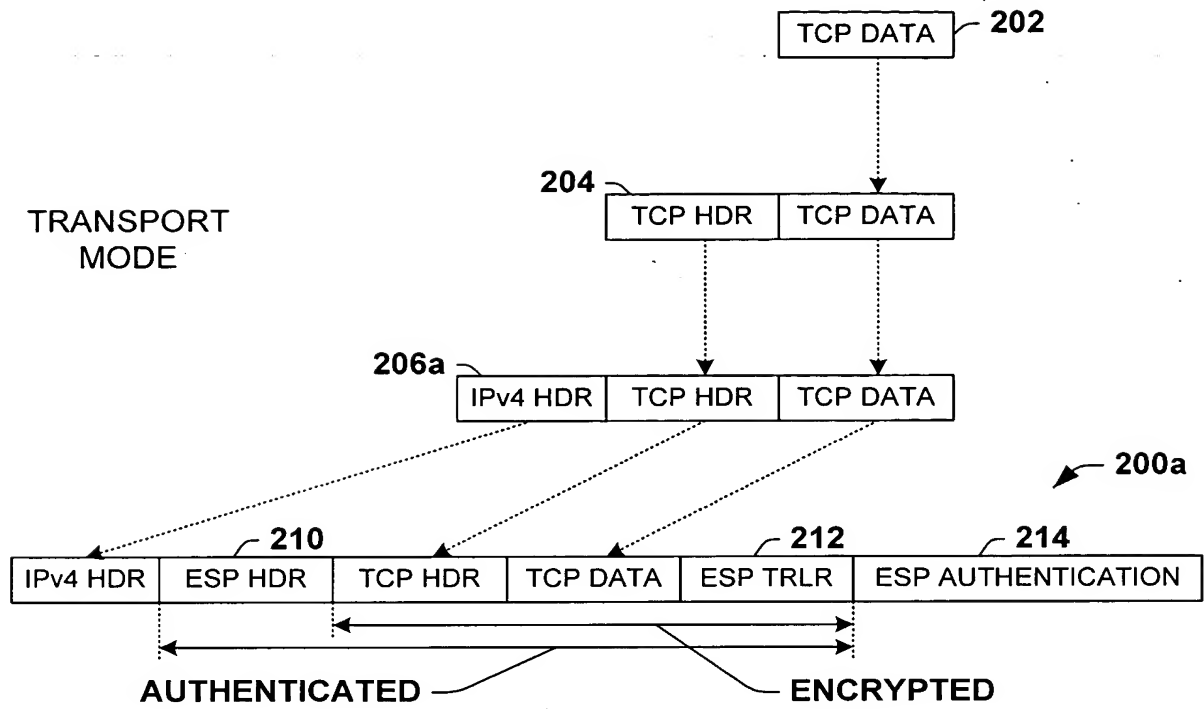 TCP DATA 202
204
TCP HDR TCP DATA
TRANSPORT
MODE
206a
IPv4 HDR TCP HDR TCP DATA
200a
210 212 214
IPv4 HDR ESP HDR TCP HDR TCP DATA ESP TRLR ESP AUTHENTICATION
AUTHENTICATED ENCRYPTED